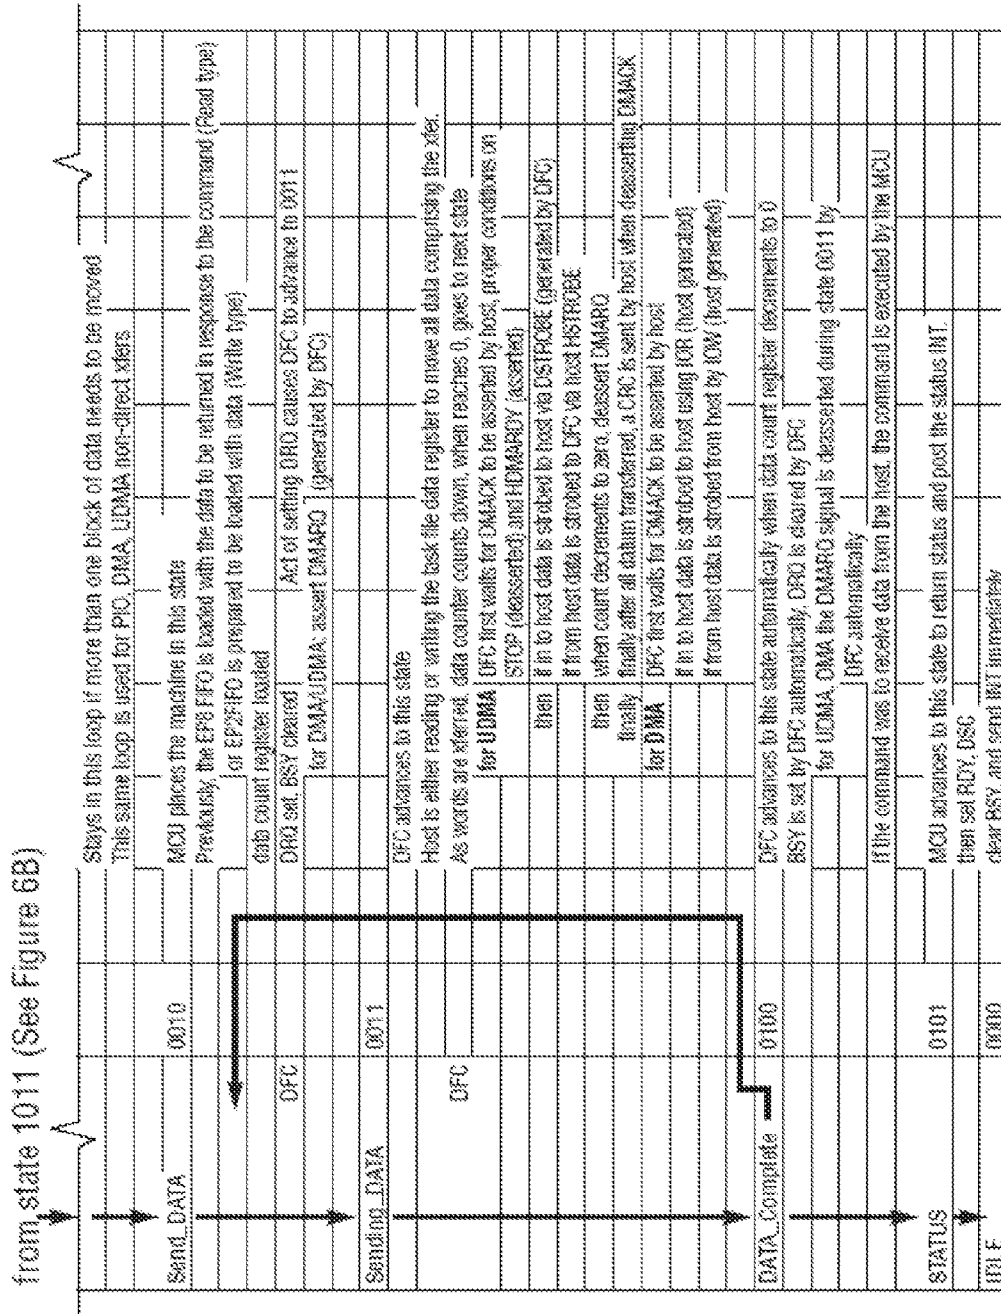 from state 1011 (See Figure 6B)
Stays in this loop if more than one block of data needs to be moved
This same loop is used for PIO, DMA, UDMA non-direct xfers.
Send_DATA 0010 MCU places the machine in this state
Previously, the EP8 FIFO is loaded with the data to be returned in response to the command (Read type)
or EP2FIFO is prepared to be loaded with data (Write type)
data count register loaded
DFC DRQ set, BSY cleared Act of setting DRQ causes DFC to advance to 0011
for DMA/UDMA: assert DMARQ (generated by DFC)
Sending_DATA 0011 DFC advances to this state
Host is either reading or writing the task file data register to move all data comprising the xfer.
DFC As words are xferred, data counter counts down, when reaches 0, goes to next state
for UDMA DFC first waits for DMACK to be asserted by host, proper conditions on
STOP (deasserted) and HDMARDY (asserted)
then if in to host data is strobed to host via DSTROBE (generated by DFC)
if from host data is strobed to DFC via host HSTROBE
then when count decrements to zero, deassert DMARQ
finally finally after all datum transferred, a CRC is sent by host when deasserting DMACK
for DMA DFC first waits for DMACK to be asserted by host
if in to host data is strobed to host using IOR (host generated)
if from host data is strobed from host by IOW (host generated)
DATA_Complete 0100 DFC advances to this state automatically when data count register decrements to 0
BSY is set by DFC automatically, DRQ is cleared by DFC
for UDMA, DMA the DMARQ signal is deasserted during state 0011 by
DFC automatically
If the command was to receive data from the host, the command is executed by the MCU
STATUS 0101 MCU advances to this state to return status and post the status INT.
then set RDY, DSC
IDLE 0000 clear BSY, and send INT immediately